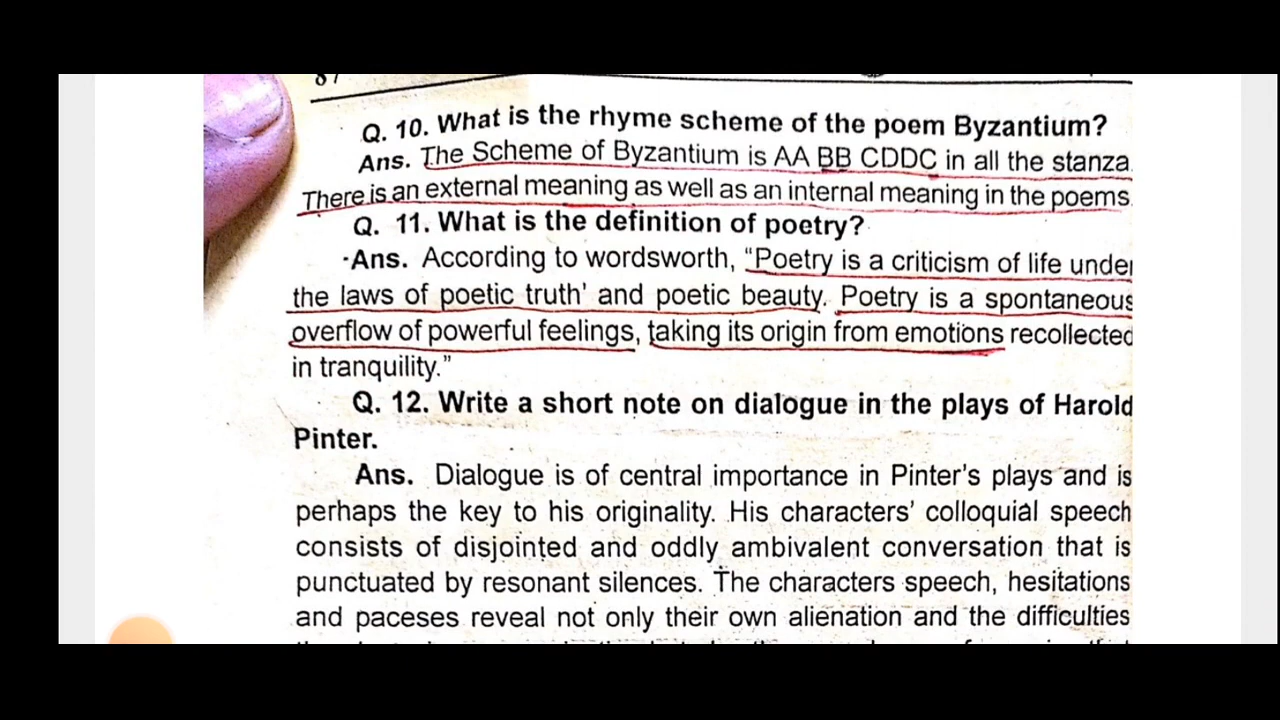 87
Q. 10. What is the rhyme scheme of the poem Byzantium?
Ans. The Scheme of Byzantium is AA BB CDDC in all the stanza.
There is an external meaning as well as an internal meaning in the poems
Q. 11. What is the definition of poetry?
Ans. According to wordsworth, “Poetry is a criticism of life under
the laws of poetic truth' and poetic beauty. Poetry is a spontaneous
overflow of powerful feelings, taking its origin from emotions recollected
in tranquility.”
Q. 12. Write a short note on dialogue in the plays of Harold
Pinter.
Ans. Dialogue is of central importance in Pinter's plays and is
perhaps the key to his originality. His characters' colloquial speech
consists of disjointed and oddly ambivalent conversation that is
punctuated by resonant silences. The characters speech, hesitations
and paceses reveal not only their own alienation and the difficulties